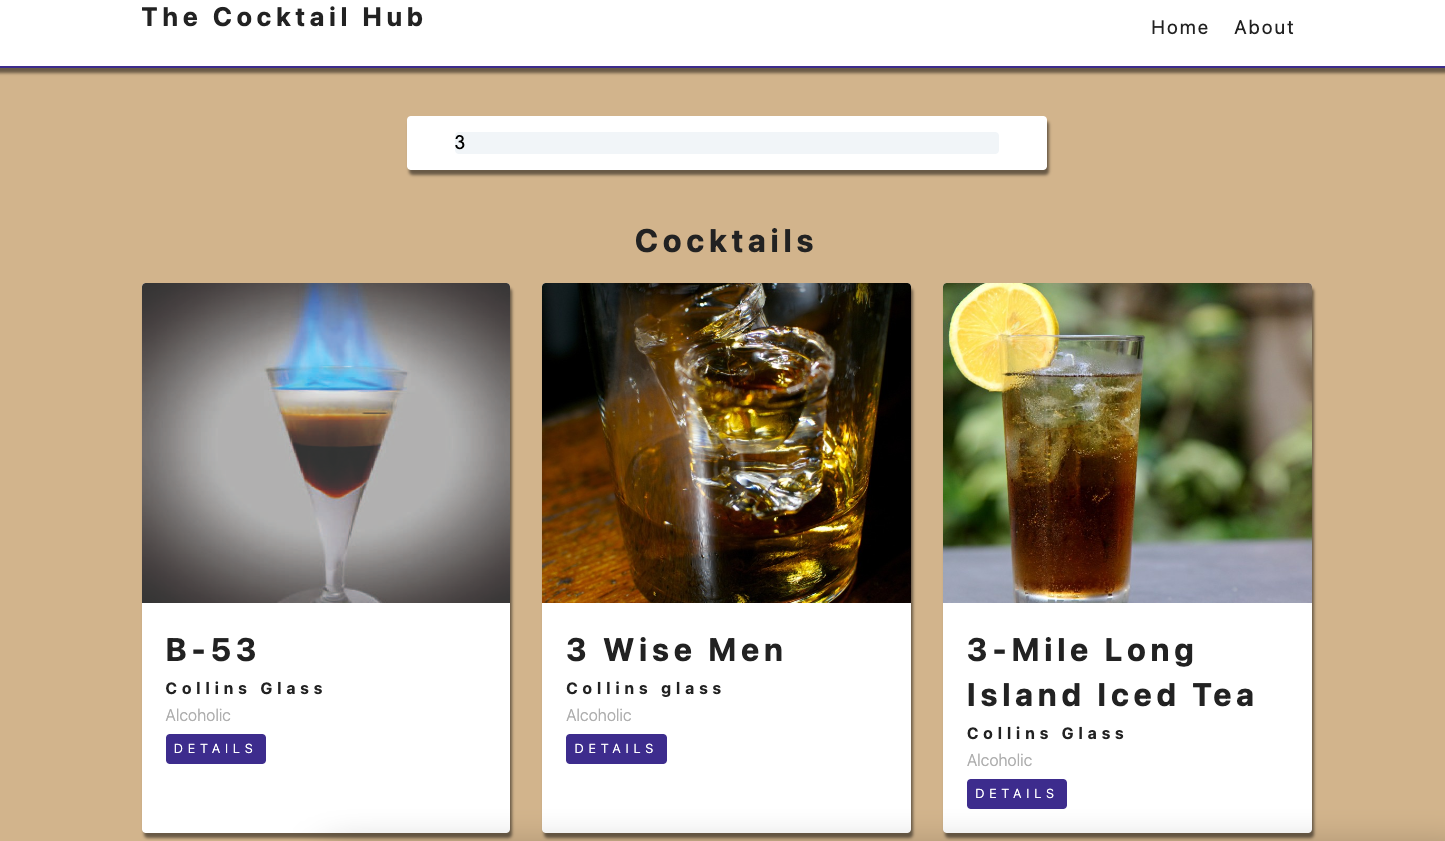 The Cocktail Hub
Home About
3
Cocktails
B-53
Collins Glass
Alcoholic
DETAILS
3 Wise Men
Collins glass
Alcoholic
DETAILS
3-Mile Long
Island Iced Tea
Collins Glass
Alcoholic
DETAILS